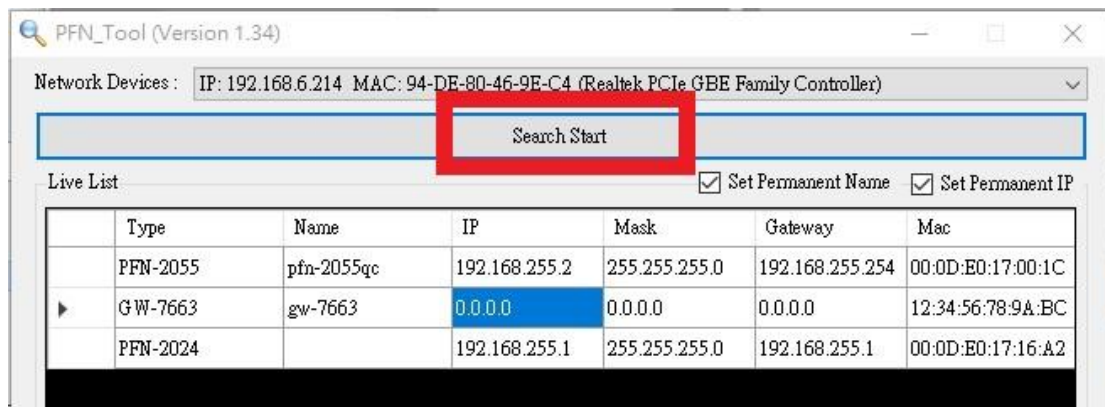 PFN_Tool (Version 1.34)
Network Devices : IP: 192.168.6.214 MAC: 94-DE-80-46-9E-C4 (Realtek PCIe GBE Family Controller)
Search Start
Live List Set Permanent Name Set Permanent IP
Type Name IP Mask Gateway Mac
PFN-2055 pfn-2055qc 192.168.255.2 255.255.255.0 192.168.255.254 00:0D:E0:17:00:1C
GW-7663 gw-7663 0.0.0.0 0.0.0.0 0.0.0.0 12:34:56:78:9A:BC
PFN-2024 192.168.255.1 255.255.255.0 192.168.255.1 00:0D:E0:17:16:A2